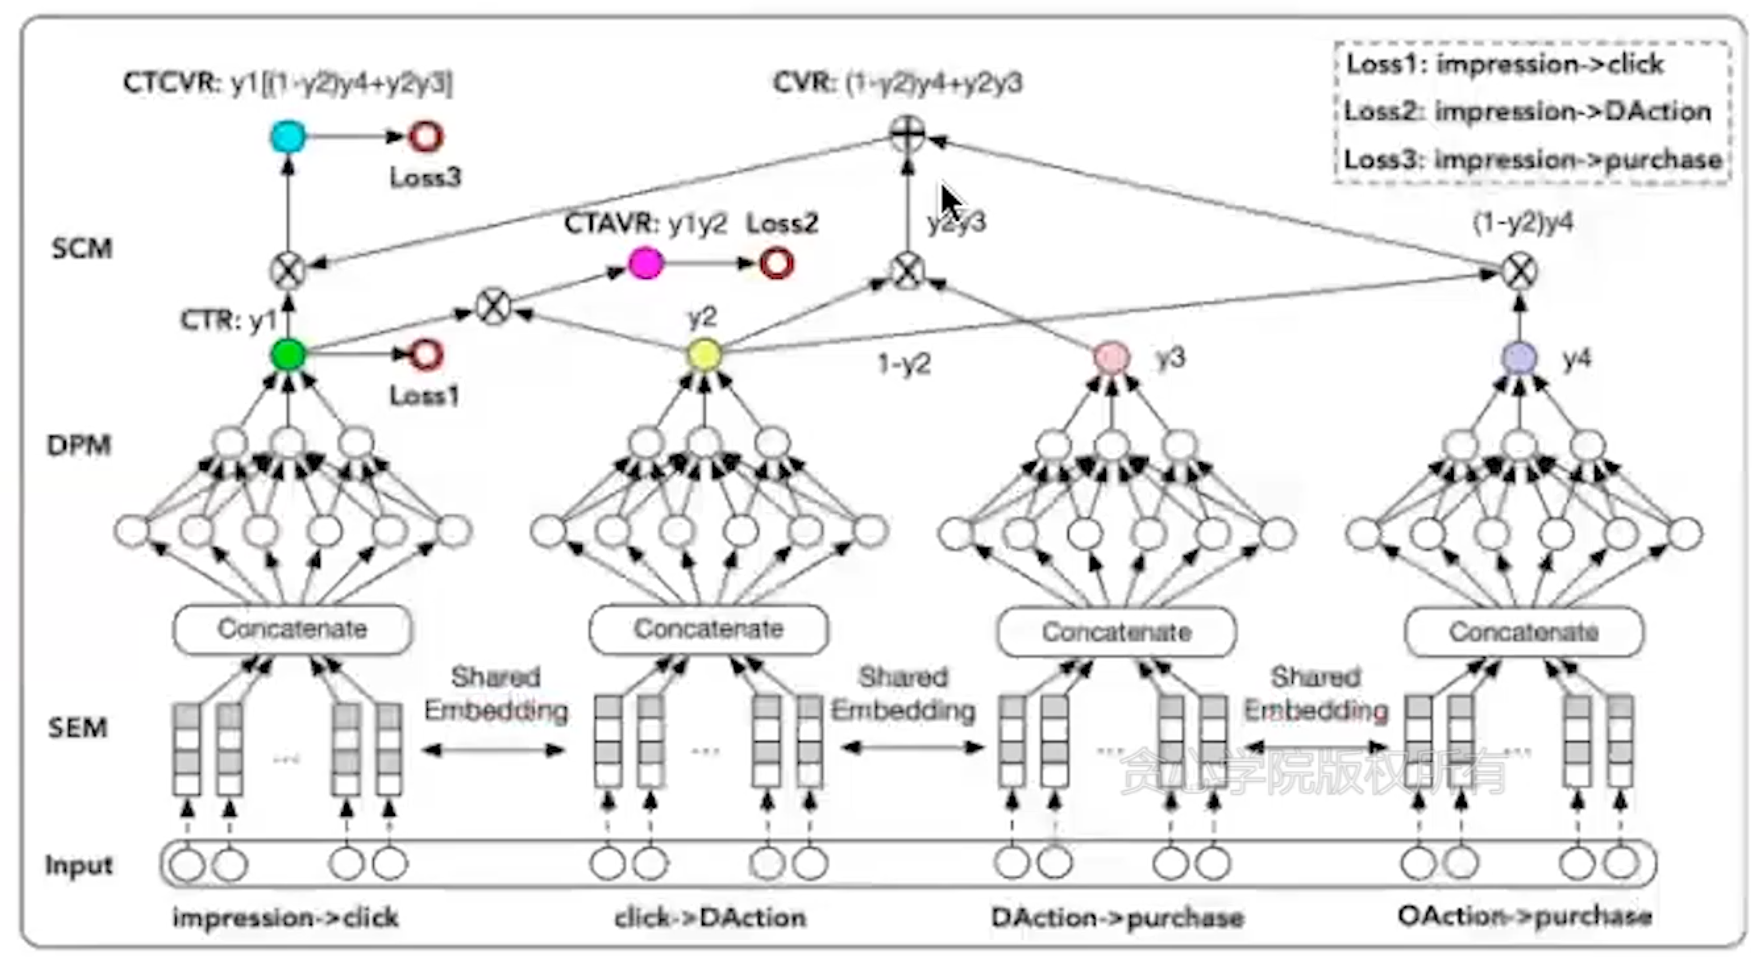 CTCVR: y1[(1-y2)y4+y2y3]
CVR: (1-y2)y4+y2y3
Loss1: impression->click
Loss2: impression->DAction
Loss3: impression->purchase
Loss3
SCM
CTAVR: y1y2 Loss2
y2y3
(1-y2)y4
CTR: y1
y2
1-y2
y3
y4
Loss1
DPM
Concatenate
Concatenate
Concatenate
Concatenate
Shared
Embedding
Shared
Embedding
Shared
Embedding
SEM
...
...
...
...
贪心学院版权所有
Input
impression->click
click->DAction
DAction->purchase
OAction->purchase